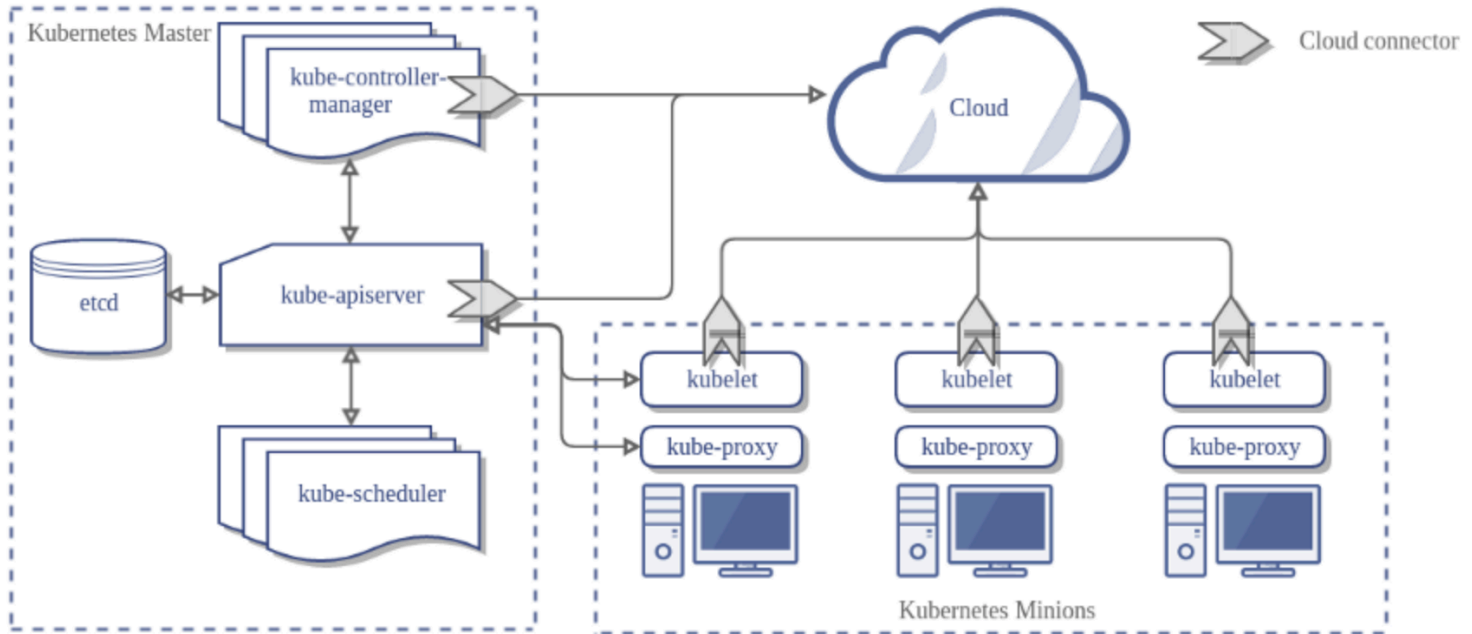 Kubernetes Master
kube-controller-
manager
Cloud
Cloud connector
etcd
kube-apiserver
kubelet
kubelet
kubelet
kube-proxy
kube-proxy
kube-proxy
kube-scheduler
Kubernetes Minions